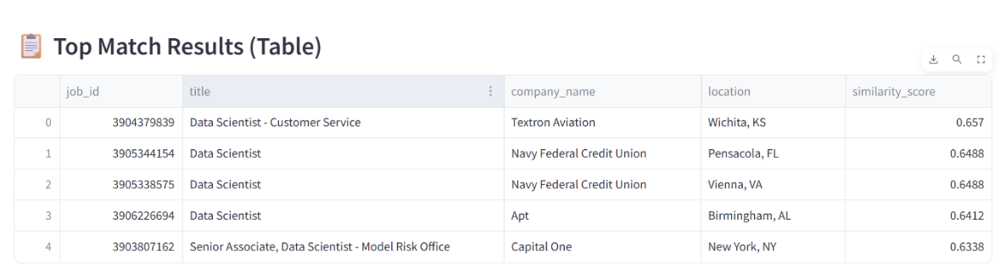 Top Match Results (Table)
job_id title company_name location similarity_score
0 3904379839 Data Scientist - Customer Service Textron Aviation Wichita, KS 0.657
1 3905344154 Data Scientist Navy Federal Credit Union Pensacola, FL 0.6488
2 3905338575 Data Scientist Navy Federal Credit Union Vienna, VA 0.6488
3 3906226694 Data Scientist Apt Birmingham, AL 0.6412
4 3903807162 Senior Associate, Data Scientist - Model Risk Office Capital One New York, NY 0.6338